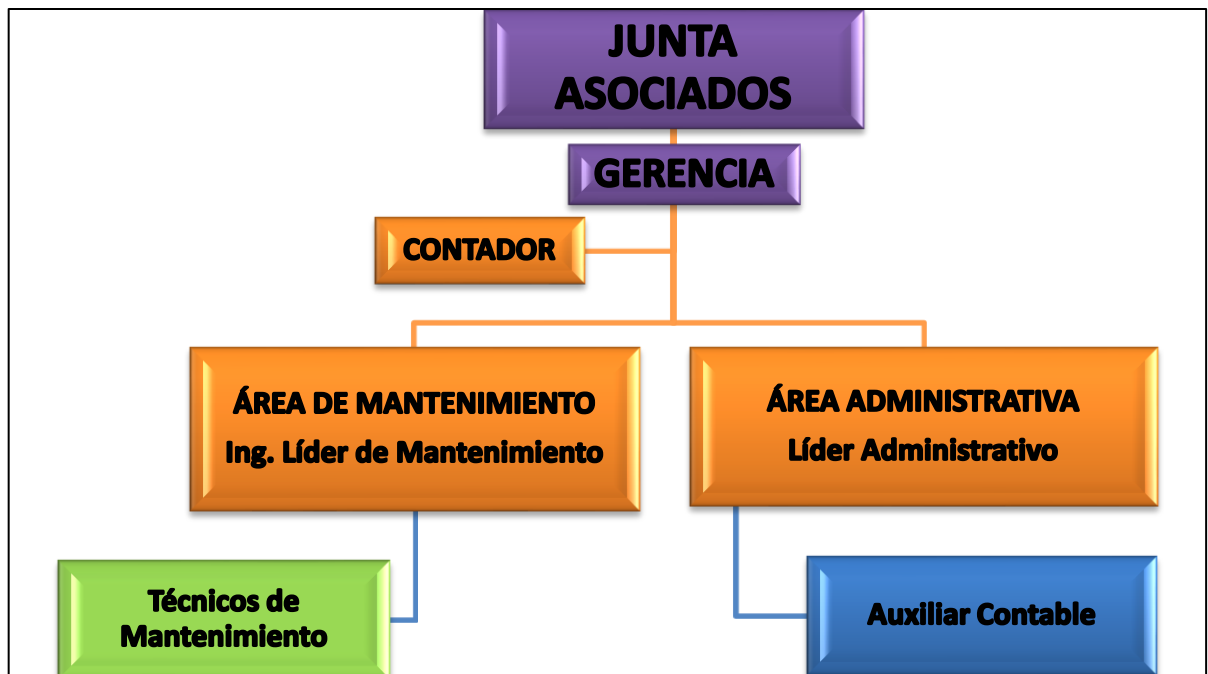 JUNTA
ASOCIADOS
GERENCIA
CONTADOR
ÁREA DE MANTENIMIENTO
Ing. Líder de Mantenimiento
ÁREA ADMINISTRATIVA
Líder Administrativo
Técnicos de
Mantenimiento
Auxiliar Contable